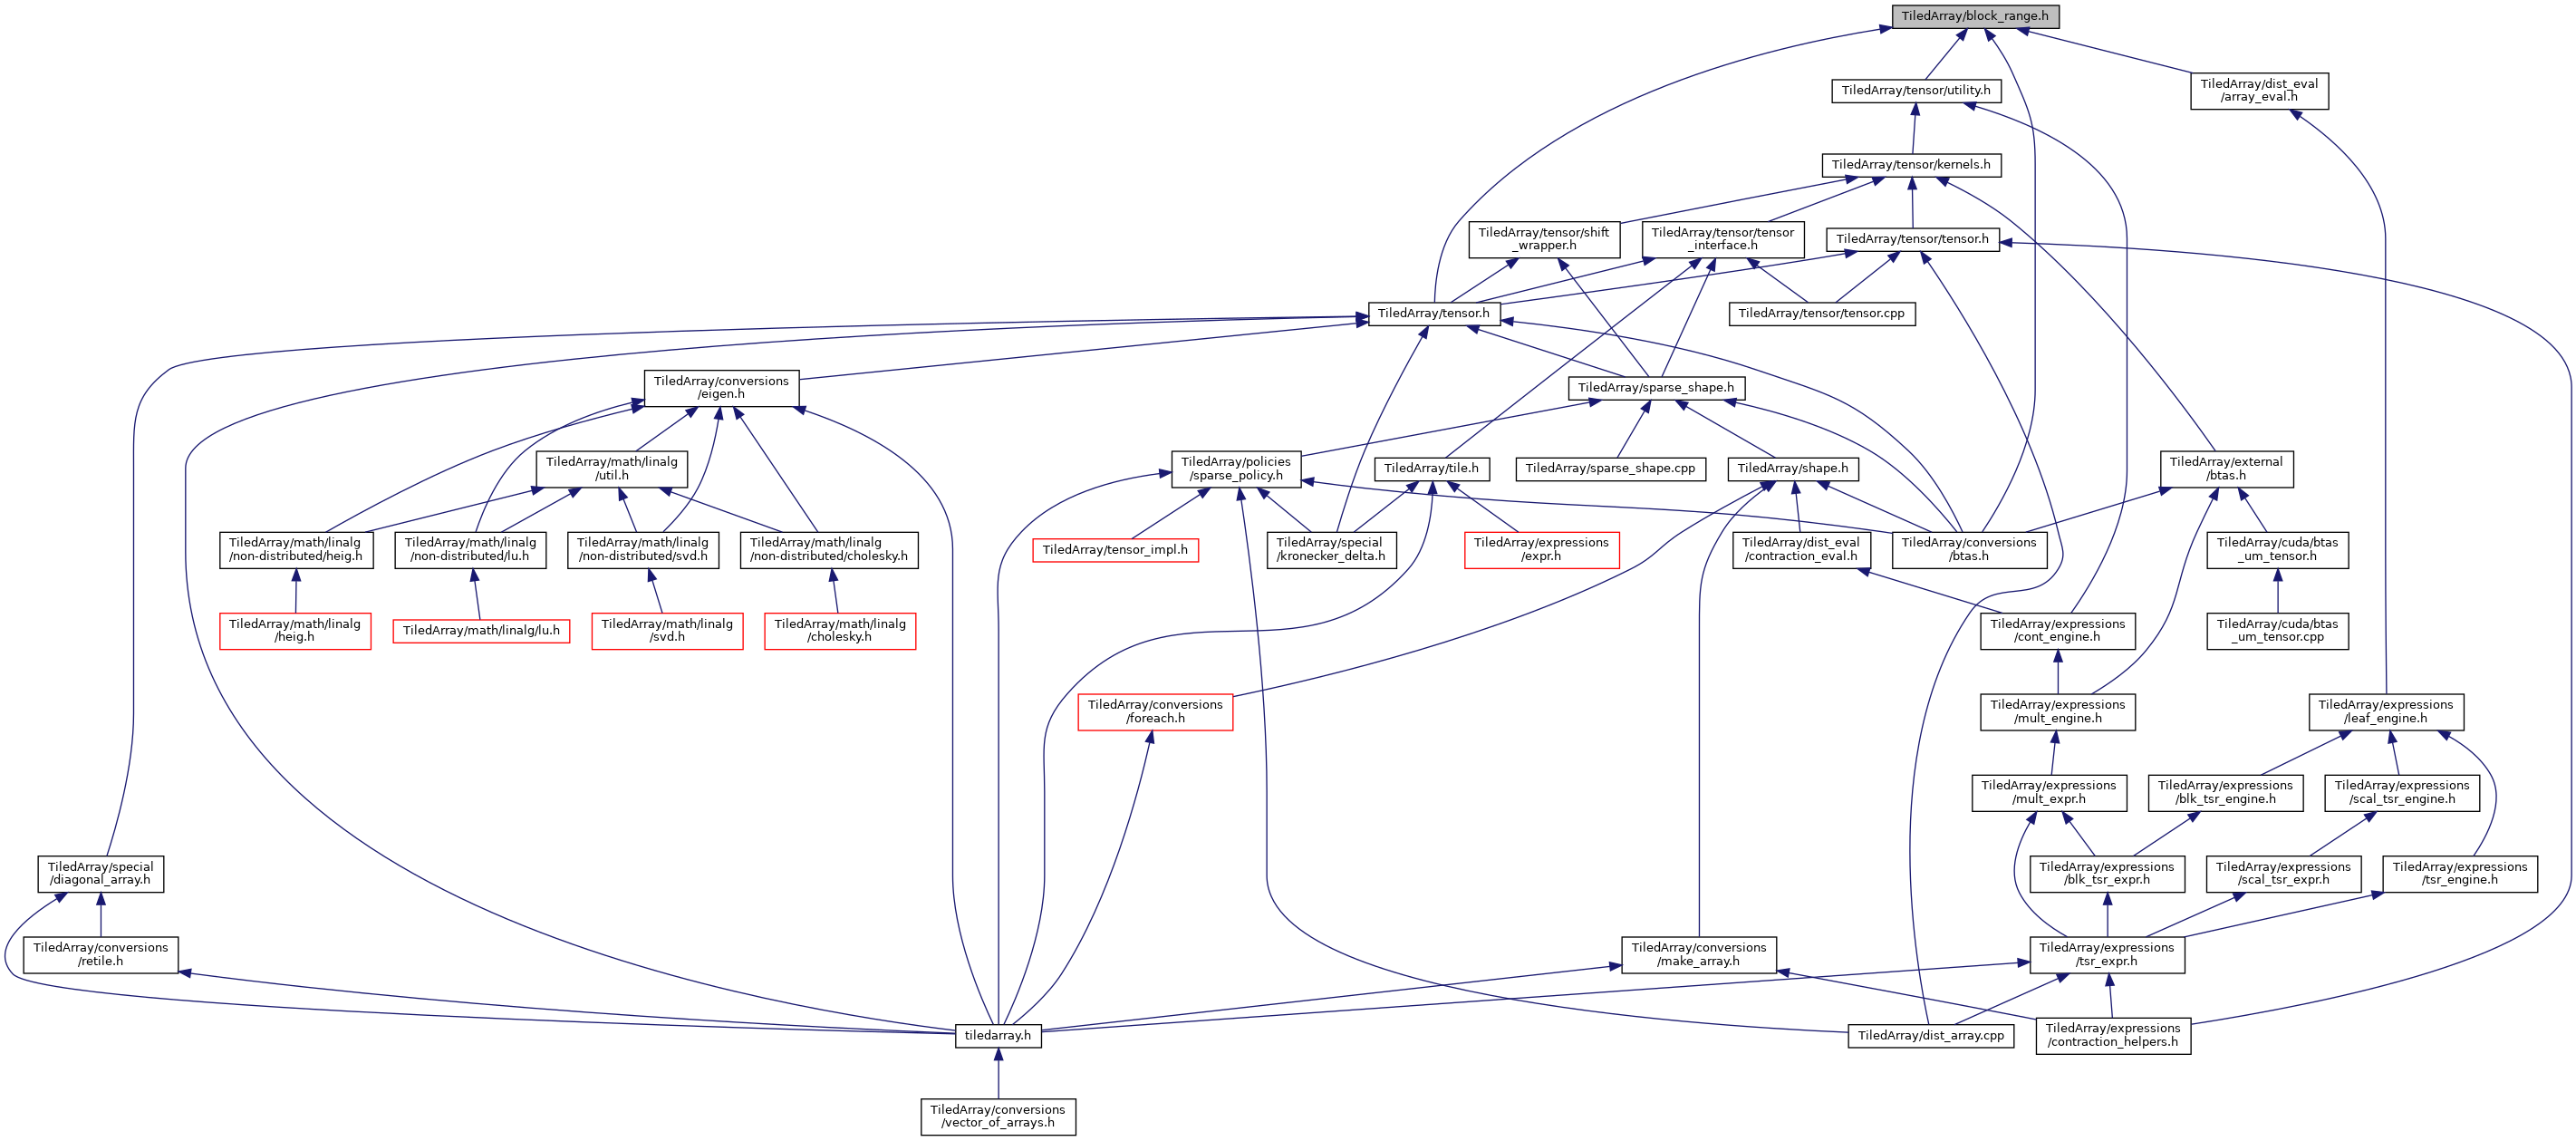 TiledArray/block_range.h
TiledArray/tensor/utility.h
TiledArray/dist_eval
/array_eval.h
TiledArray/tensor/kernels.h
TiledArray/tensor/shift
_wrapper.h
TiledArray/tensor/tensor
_interface.h
TiledArray/tensor/tensor.h
TiledArray/tensor.h
TiledArray/tensor/tensor.cpp
TiledArray/conversions
/eigen.h
TiledArray/sparse_shape.h
TiledArray/math/linalg
/util.h
TiledArray/policies
/sparse_policy.h
TiledArray/tile.h
TiledArray/sparse_shape.cpp
TiledArray/shape.h
TiledArray/external
/btas.h
TiledArray/math/linalg
/non-distributed/heig.h
TiledArray/math/linalg
/non-distributed/lu.h
TiledArray/math/linalg
/non-distributed/svd.h
TiledArray/math/linalg
/non-distributed/cholesky.h
TiledArray/tensor_impl.h
TiledArray/special
/kronecker_delta.h
TiledArray/expressions
/expr.h
TiledArray/dist_eval
/contraction_eval.h
TiledArray/conversions
/btas.h
TiledArray/cuda/btas
_um_tensor.h
TiledArray/math/linalg
/heig.h
TiledArray/math/linalg/lu.h
TiledArray/math/linalg
/svd.h
TiledArray/math/linalg
/cholesky.h
TiledArray/expressions
/cont_engine.h
TiledArray/cuda/btas
_um_tensor.cpp
TiledArray/conversions
/foreach.h
TiledArray/expressions
/mult_engine.h
TiledArray/expressions
/leaf_engine.h
TiledArray/expressions
/mult_expr.h
TiledArray/expressions
/blk_tsr_engine.h
TiledArray/expressions
/scal_tsr_engine.h
TiledArray/special
/diagonal_array.h
TiledArray/expressions
/blk_tsr_expr.h
TiledArray/expressions
/scal_tsr_expr.h
TiledArray/expressions
/tsr_engine.h
TiledArray/conversions
/retile.h
TiledArray/conversions
/make_array.h
TiledArray/expressions
/tsr_expr.h
tiledarray.h
TiledArray/dist_array.cpp
TiledArray/expressions
/contraction_helpers.h
TiledArray/conversions
/vector_of_arrays.h